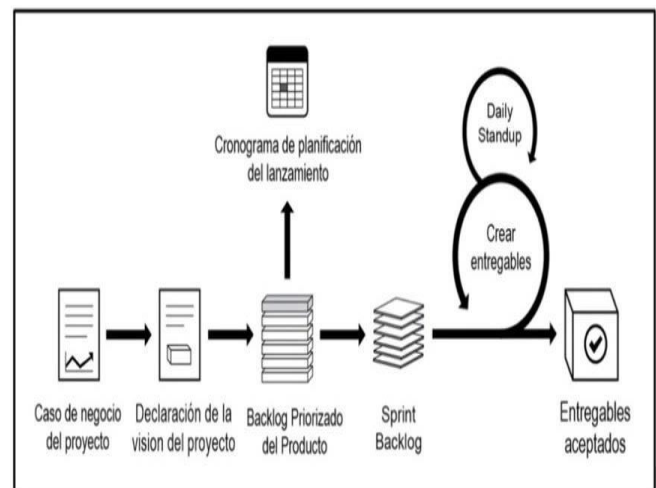 Cronograma de planificación
del lanzamiento
Daily
Standup
Crear
entregables
Caso de negocio
del proyecto
Declaración de la
vision del proyecto
Backlog Priorizado
del Producto
Sprint
Backlog
Entregables
aceptados